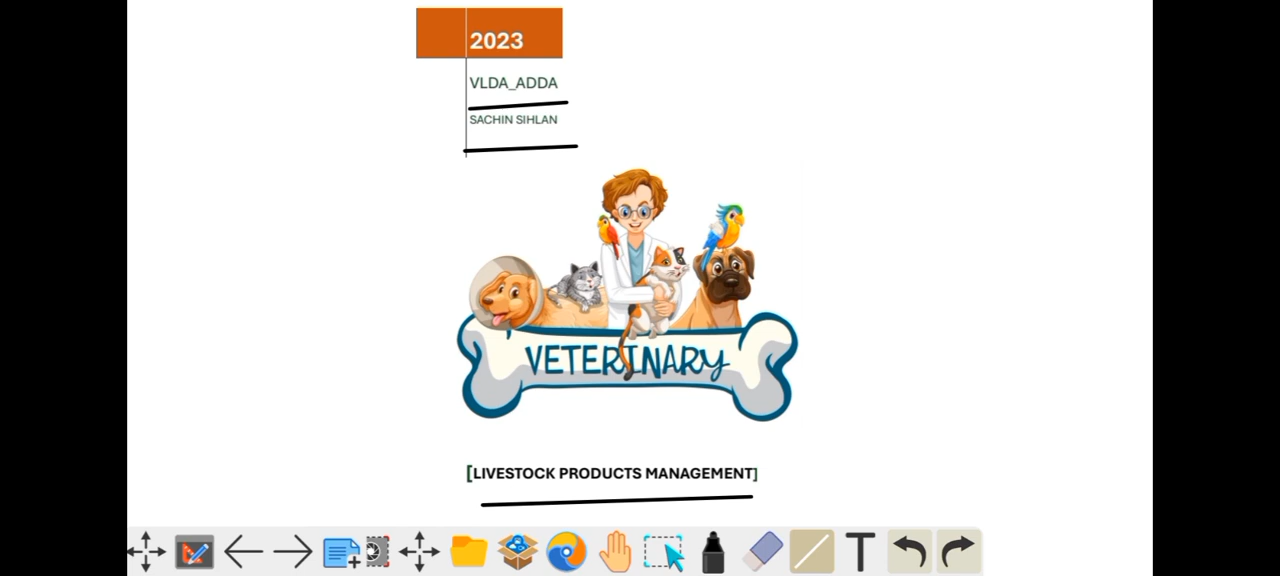 2023
VLDA_ADDA
SACHIN SIHLAN
VETERINARY
[LIVESTOCK PRODUCTS MANAGEMENT]
T